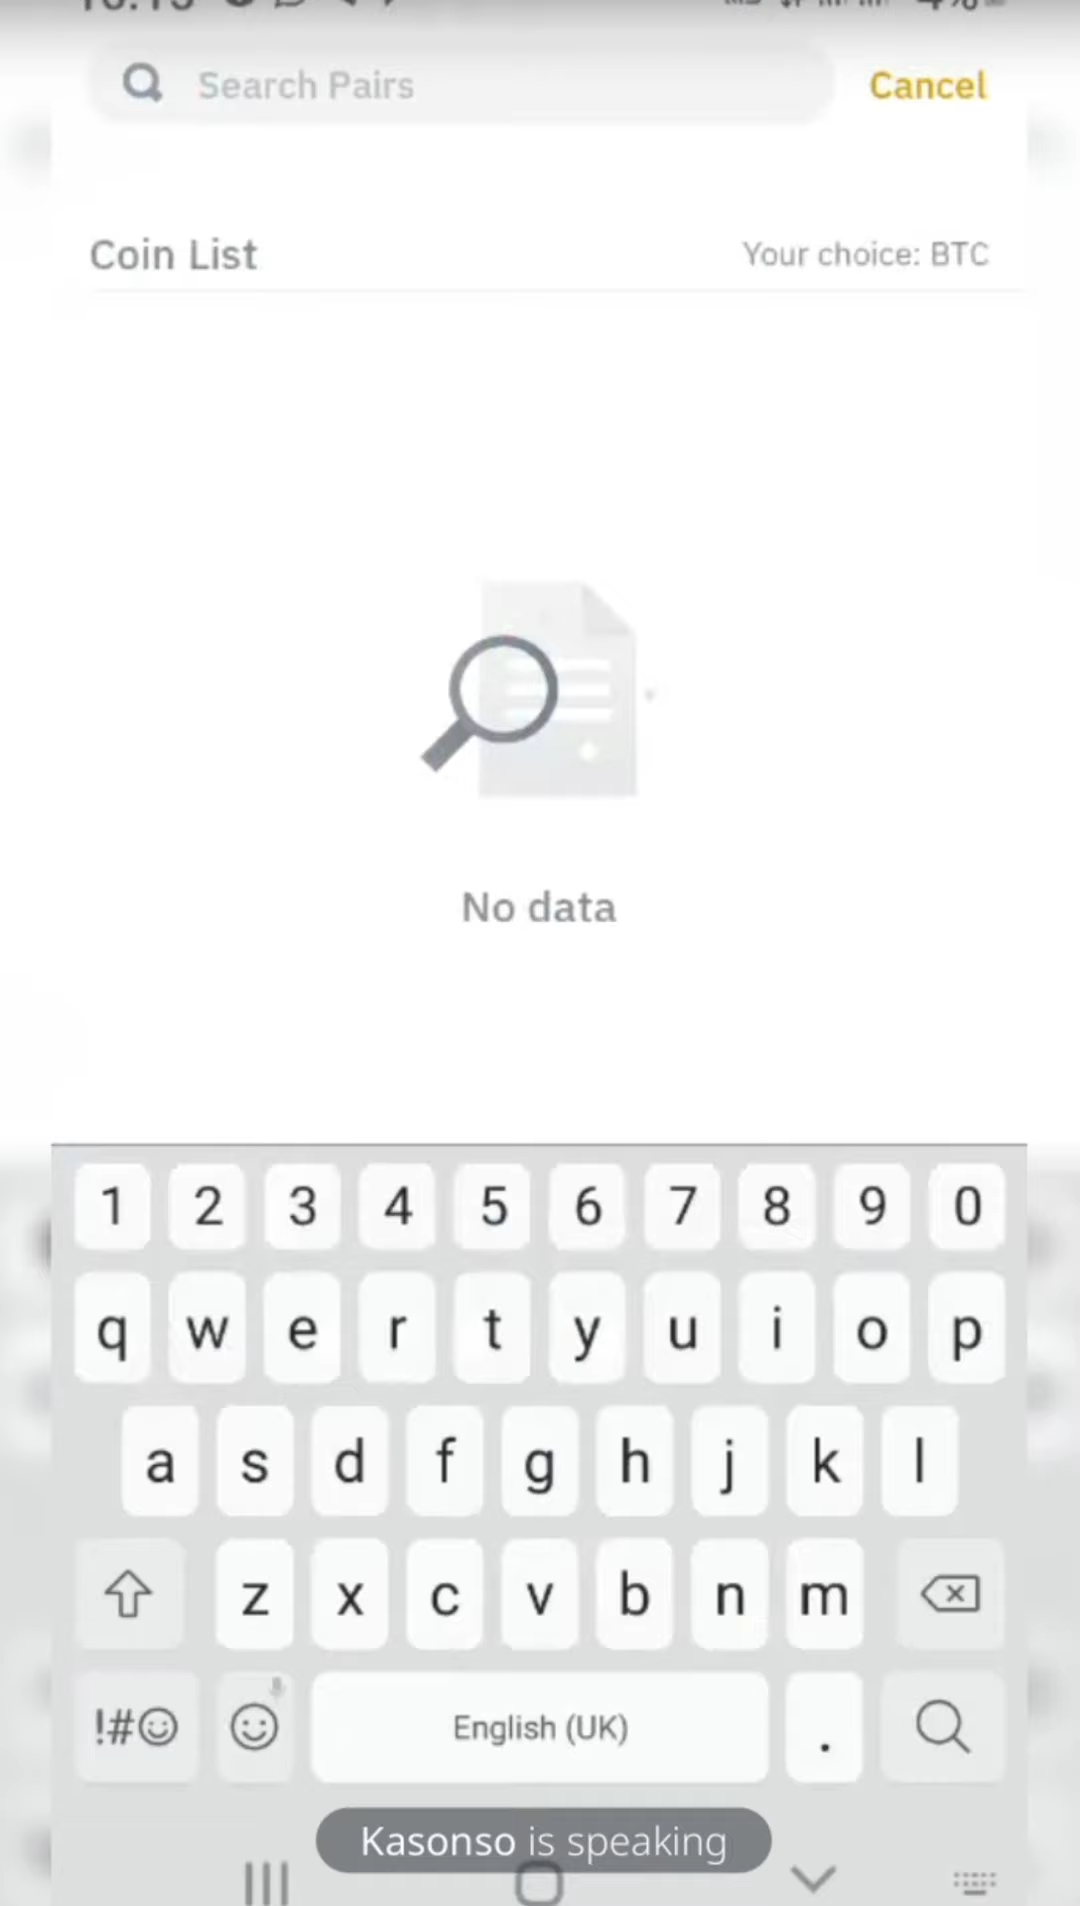 Search Pairs
Cancel
Coin List
Your choice: BTC
No data
1 2 3 4 5 6 7 8 9 0
q w e r t y u i o p
a s d f g h j k l
z x c v b n m
!#☺ English (UK) .
Kasonso is speaking